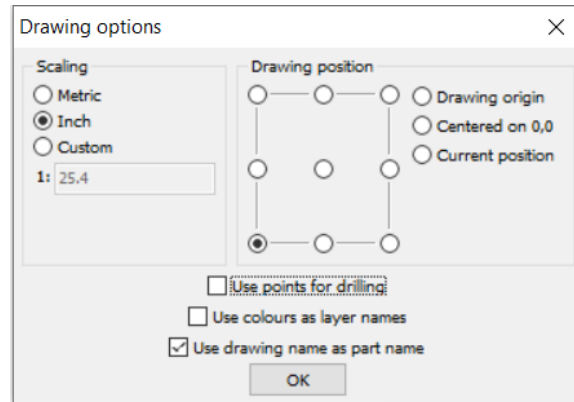 Drawing options
Scaling
Metric
Inch
Custom
1: 25.4
Drawing position
Drawing origin
Centered on 0,0
Current position
Use points for drilling
Use colours as layer names
Use drawing name as part name
OK